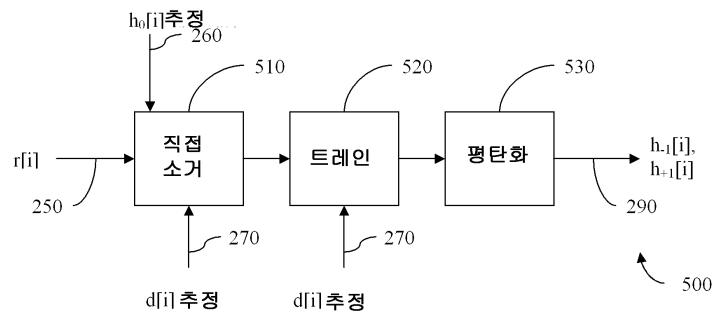 h₀[i]추정
260
510
520
530
r[i]
직접
소거
트레인
평탄화
h₋₁[i],
h₊₁[i]
250
270
270
290
d[i]추정
d[i]추정
500